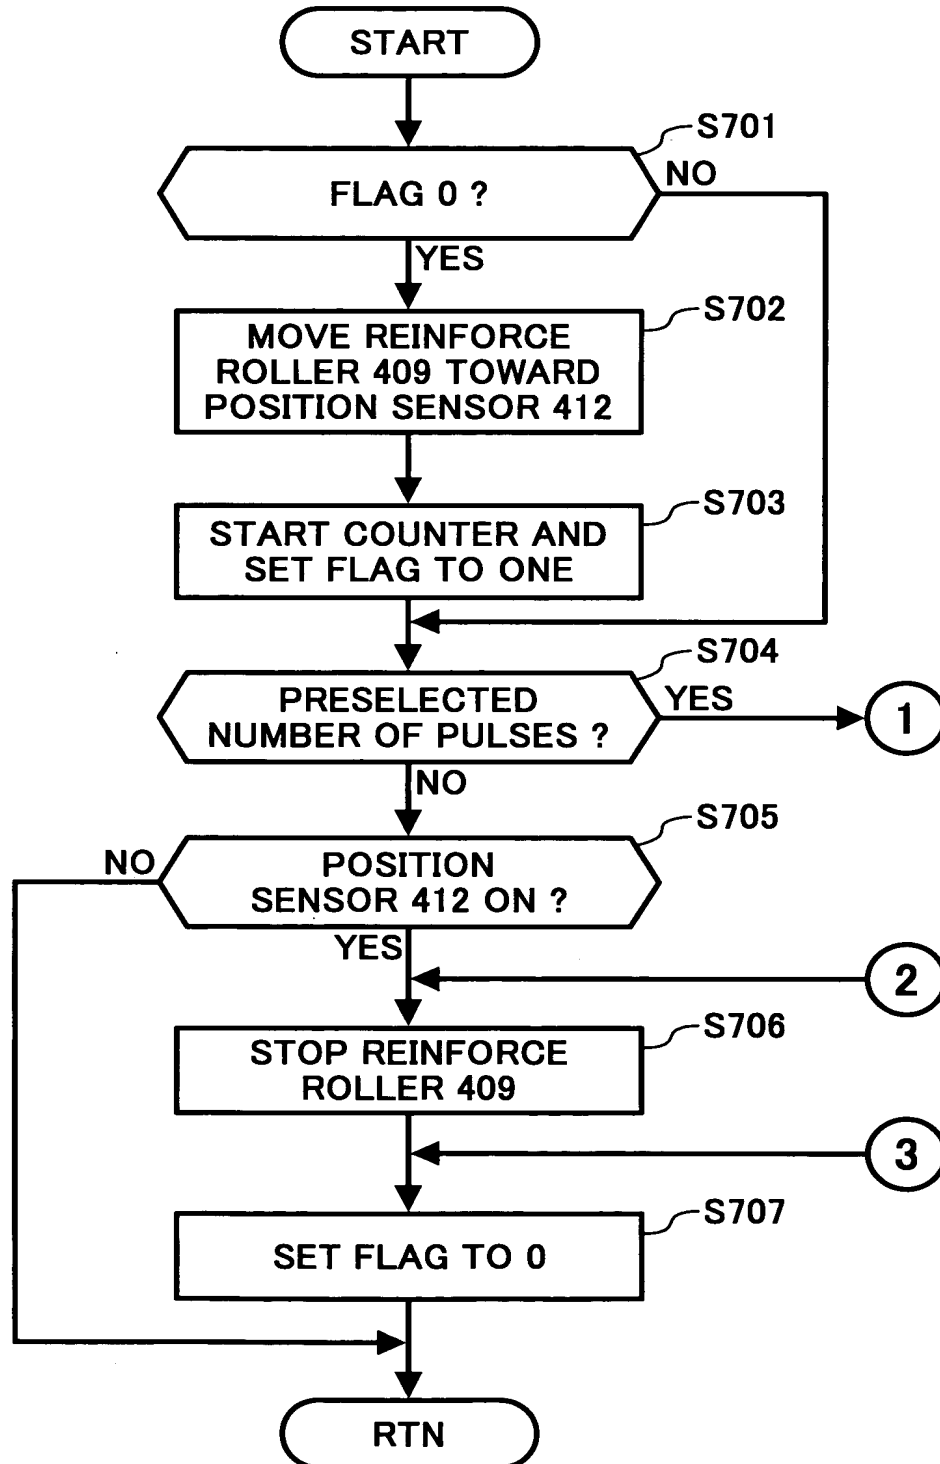 START
S701
FLAG 0 ?
NO
YES
S702
MOVE REINFORCE
ROLLER 409 TOWARD
POSITION SENSOR 412
S703
START COUNTER AND
SET FLAG TO ONE
S704
PRESELECTED
NUMBER OF PULSES ?
YES
1
NO
S705
NO
POSITION
SENSOR 412 ON ?
YES
2
S706
STOP REINFORCE
ROLLER 409
3
S707
SET FLAG TO 0
RTN